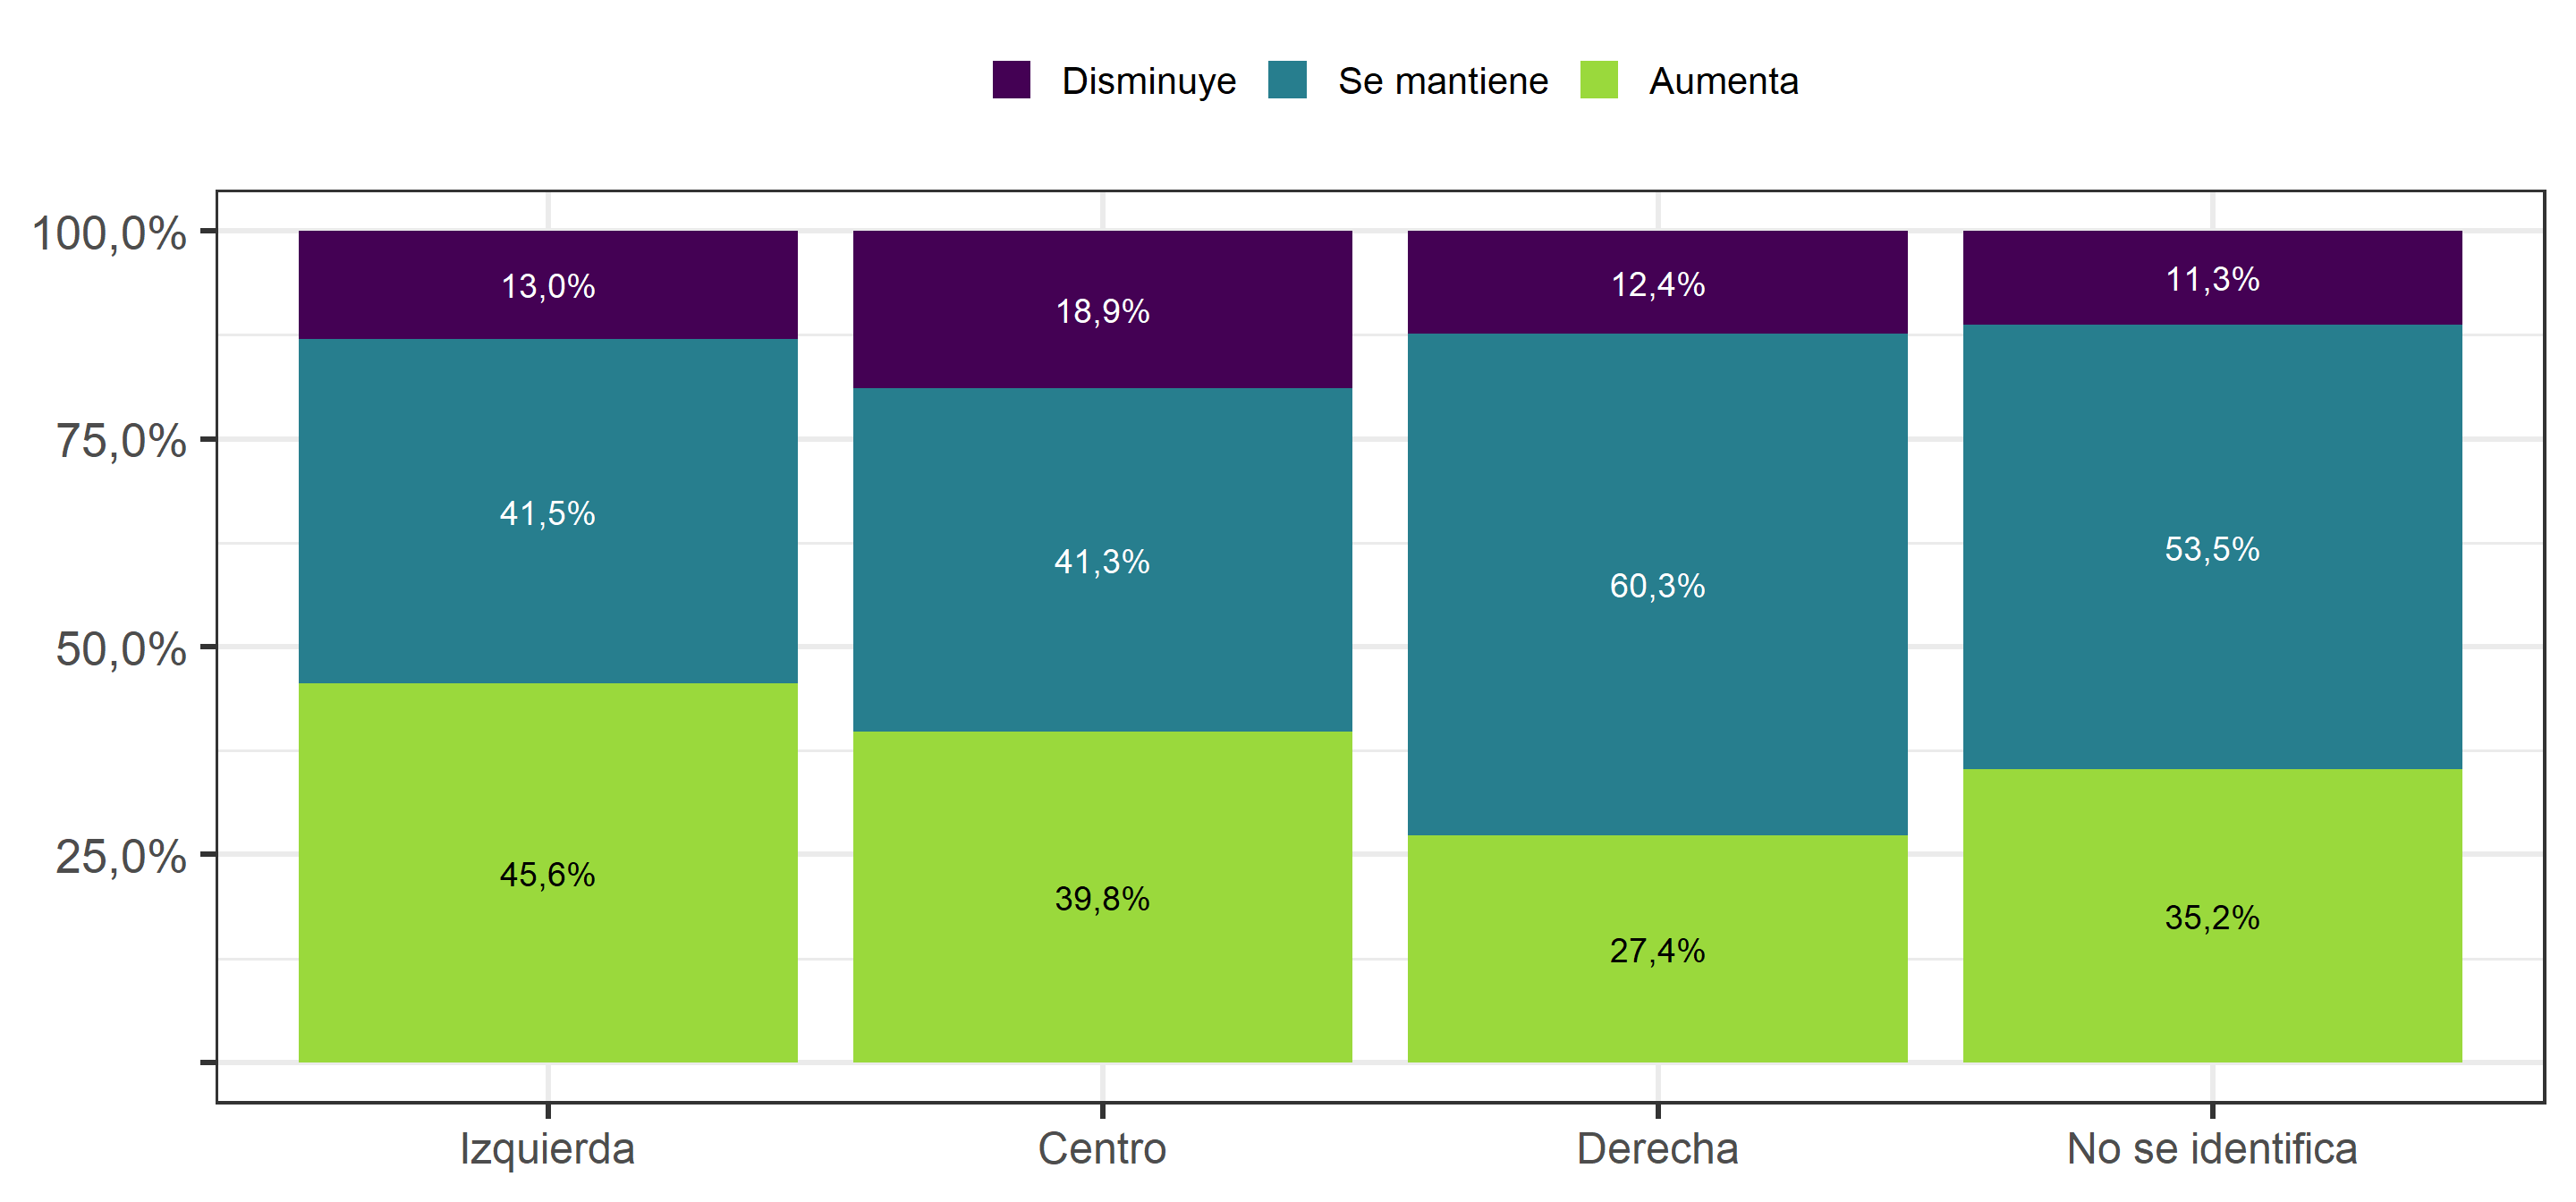 Disminuye Se mantiene Aumenta
100,0%
75,0%
50,0%
25,0%
13,0% 18,9% 12,4% 11,3%
41,5% 41,3% 60,3% 53,5%
45,6% 39,8% 27,4% 35,2%
Izquierda Centro Derecha No se identifica